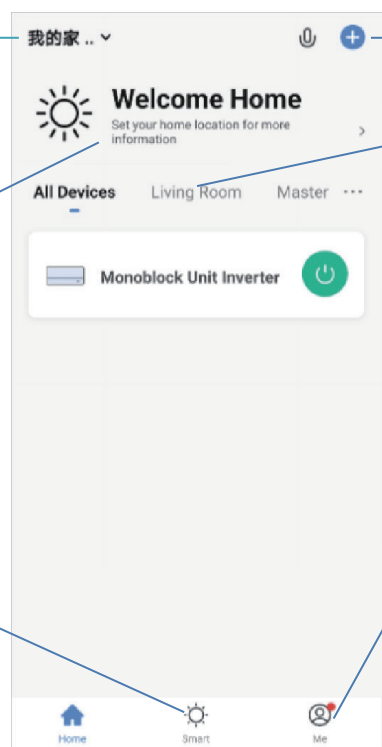 我的家 ..
Welcome Home
Set your home location for more
information
All Devices Living Room Master ...
Monoblock Unit Inverter
Home Smart Me